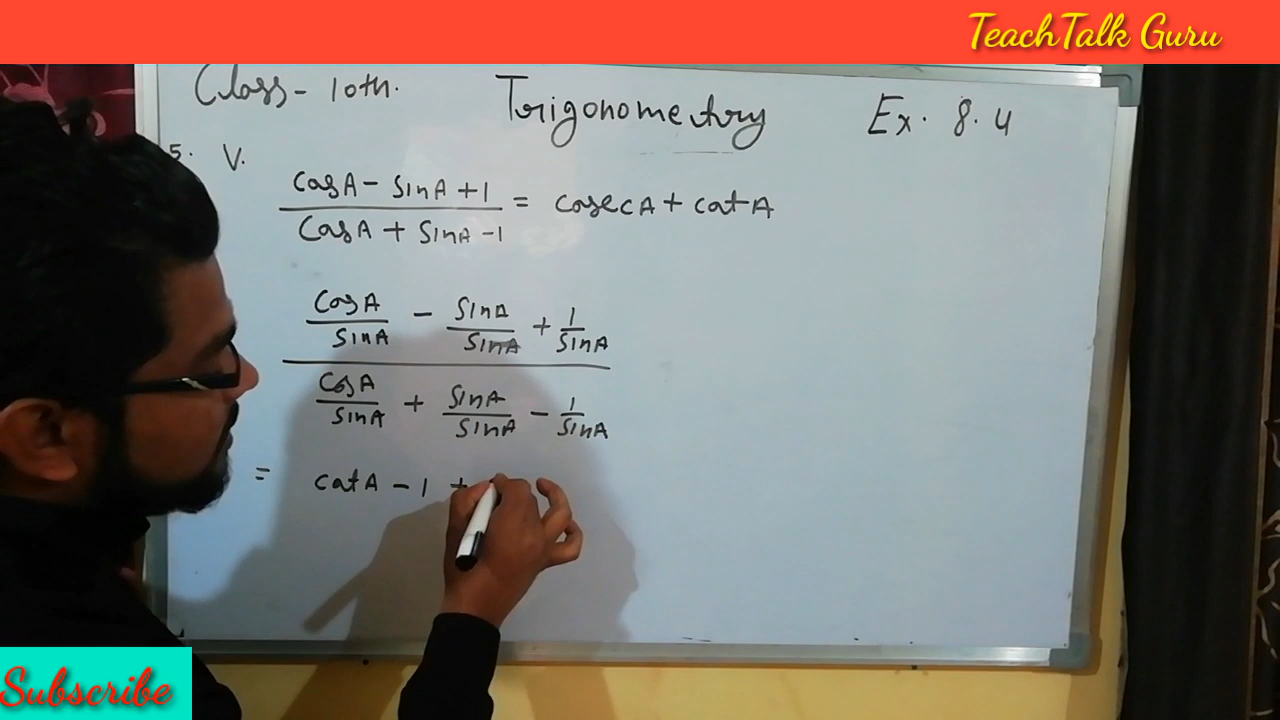 TeachTalk Guru
Class- 10th. Trigonometry Ex. 8.4
5. V.
CosA - sinA + 1 / CosA + sinA - 1 = cosecA + cotA
CosA/sinA - sinA/sinA + 1/sinA
CosA/sinA + sinA/sinA - 1/sinA
= cotA - 1 +
Subscribe